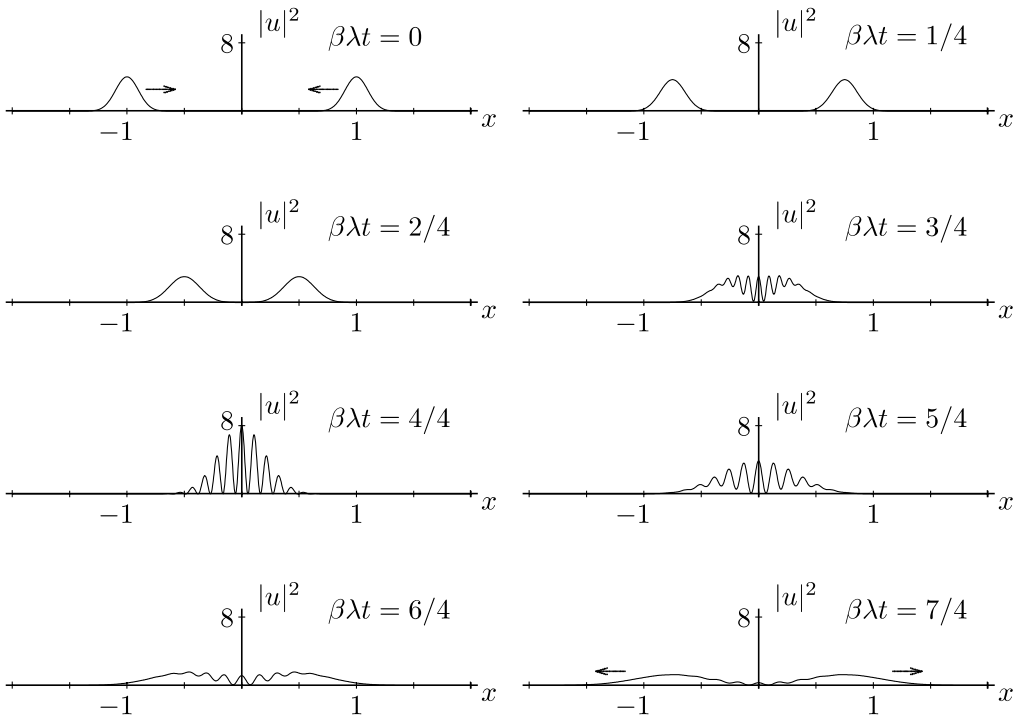 |u|²
8
βλt = 0
−1
1
x
|u|²
8
βλt = 1/4
−1
1
x
|u|²
8
βλt = 2/4
−1
1
x
|u|²
8
βλt = 3/4
−1
1
x
|u|²
8
βλt = 4/4
−1
1
x
|u|²
8
βλt = 5/4
−1
1
x
|u|²
8
βλt = 6/4
−1
1
x
|u|²
8
βλt = 7/4
−1
1
x